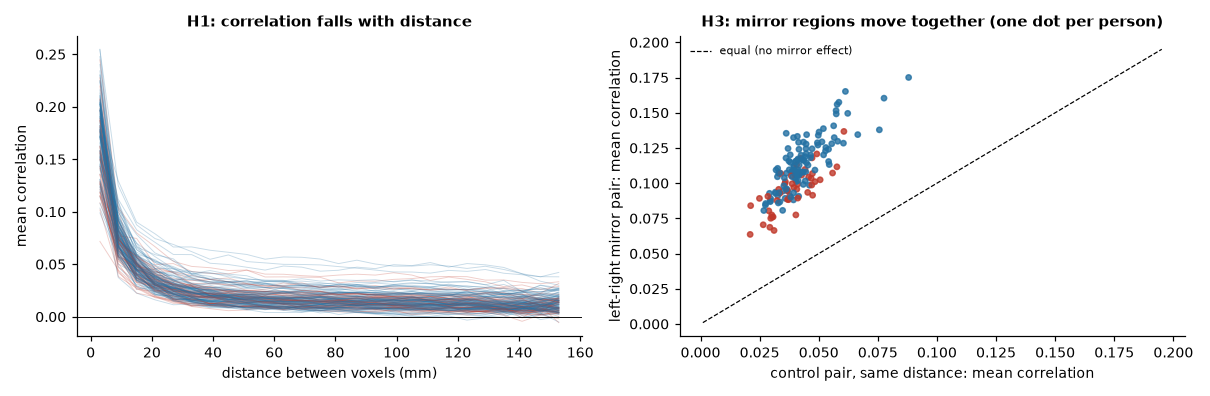 H1: correlation falls with distance
mean correlation
0.25
0.20
0.15
0.10
0.05
0.00
0 20 40 60 80 100 120 140 160
distance between voxels (mm)
H3: mirror regions move together (one dot per person)
equal (no mirror effect)
left-right mirror pair: mean correlation
0.200
0.175
0.150
0.125
0.100
0.075
0.050
0.025
0.000
0.000 0.025 0.050 0.075 0.100 0.125 0.150 0.175 0.200
control pair, same distance: mean correlation